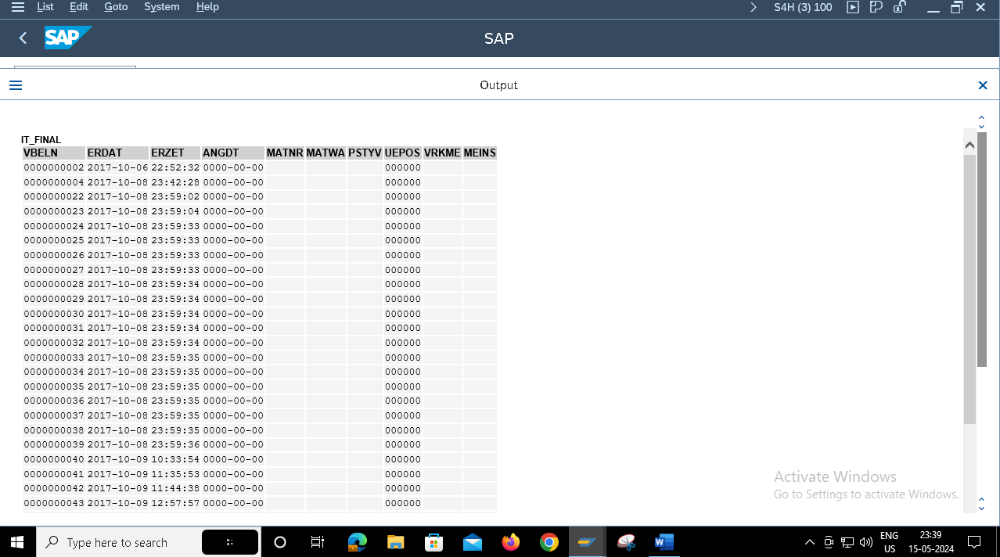 List Edit Goto System Help S4H (3) 100
SAP SAP
Output
IT_FINAL
VBELN ERDAT ERZET ANGDT MATNR MATWA PSTYV UEPOS VRKME MEINS
0000000002 2017-10-06 22:52:32 0000-00-00 000000
0000000004 2017-10-08 23:42:28 0000-00-00 000000
0000000022 2017-10-08 23:59:02 0000-00-00 000000
0000000023 2017-10-08 23:59:04 0000-00-00 000000
0000000024 2017-10-08 23:59:33 0000-00-00 000000
0000000025 2017-10-08 23:59:33 0000-00-00 000000
0000000026 2017-10-08 23:59:33 0000-00-00 000000
0000000027 2017-10-08 23:59:33 0000-00-00 000000
0000000028 2017-10-08 23:59:34 0000-00-00 000000
0000000029 2017-10-08 23:59:34 0000-00-00 000000
0000000030 2017-10-08 23:59:34 0000-00-00 000000
0000000031 2017-10-08 23:59:34 0000-00-00 000000
0000000032 2017-10-08 23:59:34 0000-00-00 000000
0000000033 2017-10-08 23:59:35 0000-00-00 000000
0000000034 2017-10-08 23:59:35 0000-00-00 000000
0000000035 2017-10-08 23:59:35 0000-00-00 000000
0000000036 2017-10-08 23:59:35 0000-00-00 000000
0000000037 2017-10-08 23:59:35 0000-00-00 000000
0000000038 2017-10-08 23:59:35 0000-00-00 000000
0000000039 2017-10-08 23:59:36 0000-00-00 000000
0000000040 2017-10-09 10:33:54 0000-00-00 000000
0000000041 2017-10-09 11:35:53 0000-00-00 000000
0000000042 2017-10-09 11:44:38 0000-00-00 000000
0000000043 2017-10-09 12:57:57 0000-00-00 000000
Activate Windows
Go to Settings to activate Windows.
Type here to search
ENG 23:39
US 15-05-2024